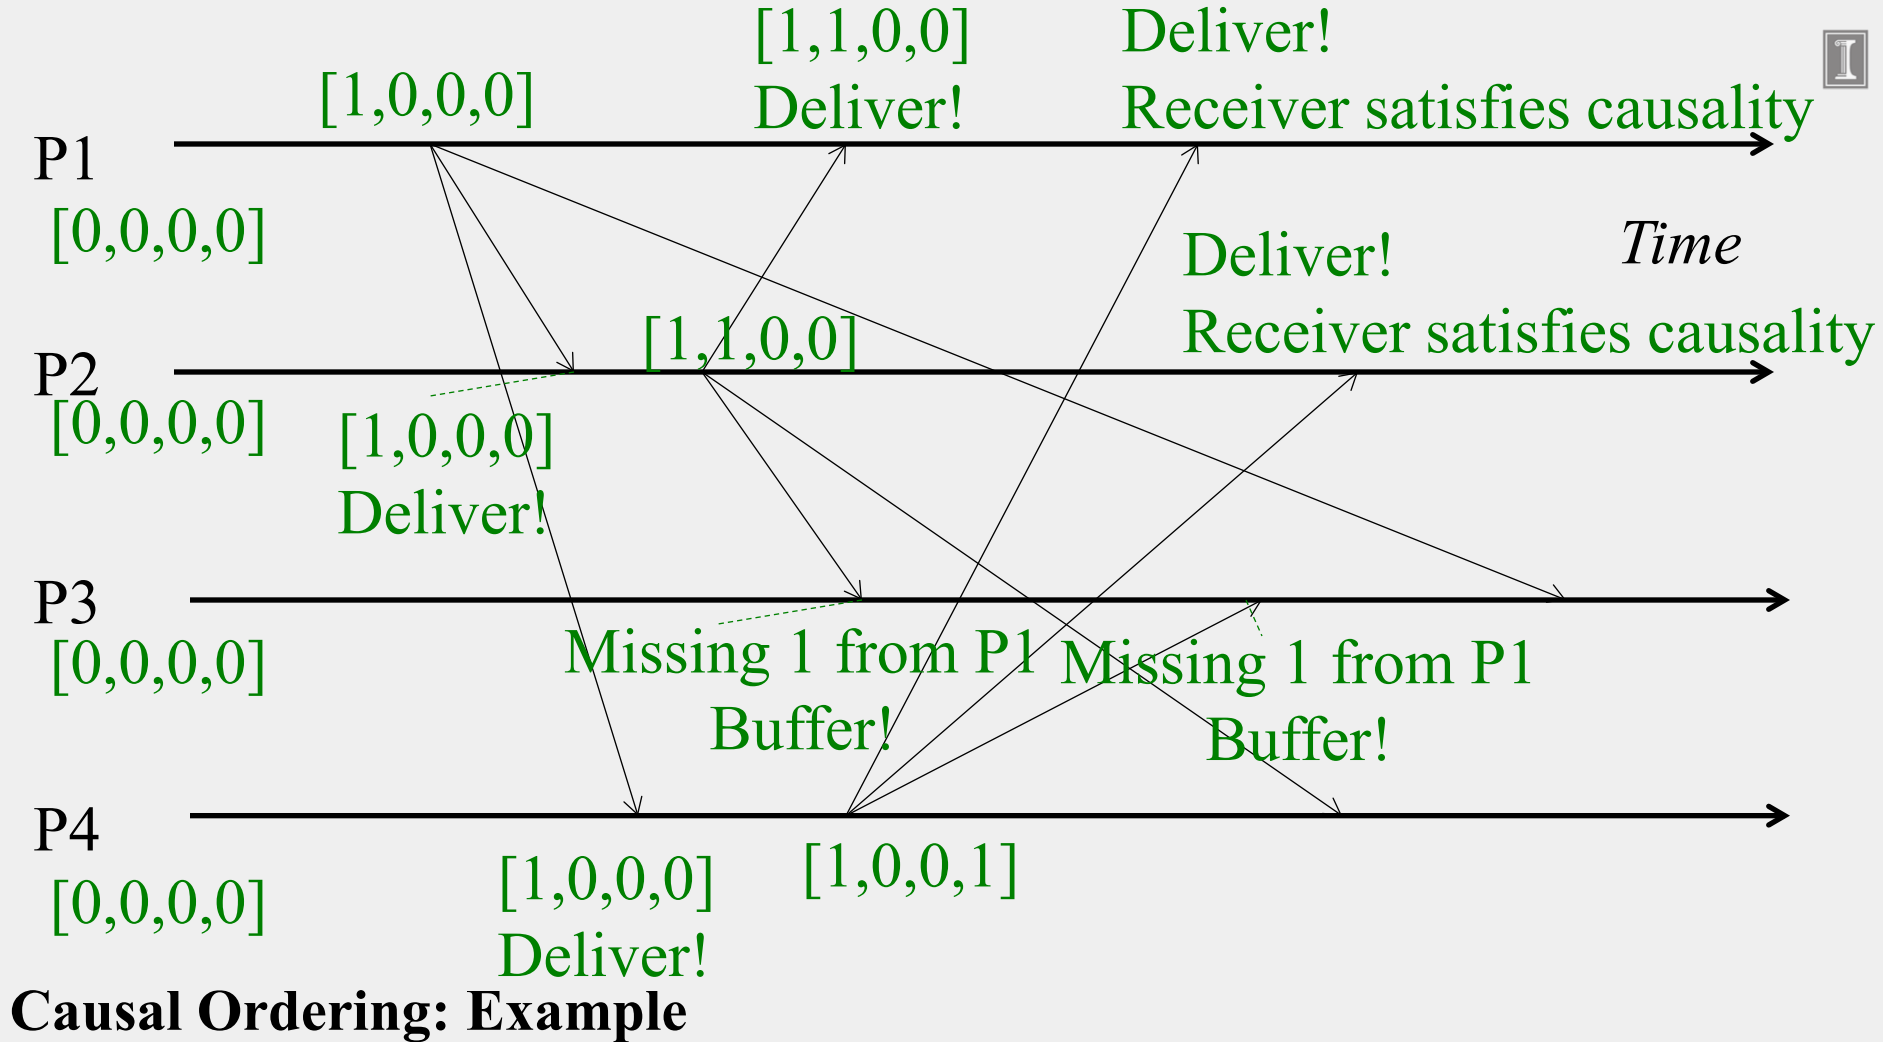 [1,1,0,0]
Deliver!
Deliver!
Receiver satisfies causality
[1,0,0,0]
P1
[0,0,0,0]
Time
Deliver!
Receiver satisfies causality
[1,1,0,0]
P2
[0,0,0,0]
[1,0,0,0]
Deliver!
P3
[0,0,0,0]
Missing 1 from P1
Buffer!
Missing 1 from P1
Buffer!
P4
[0,0,0,0]
[1,0,0,0]
Deliver!
[1,0,0,1]
Causal Ordering: Example